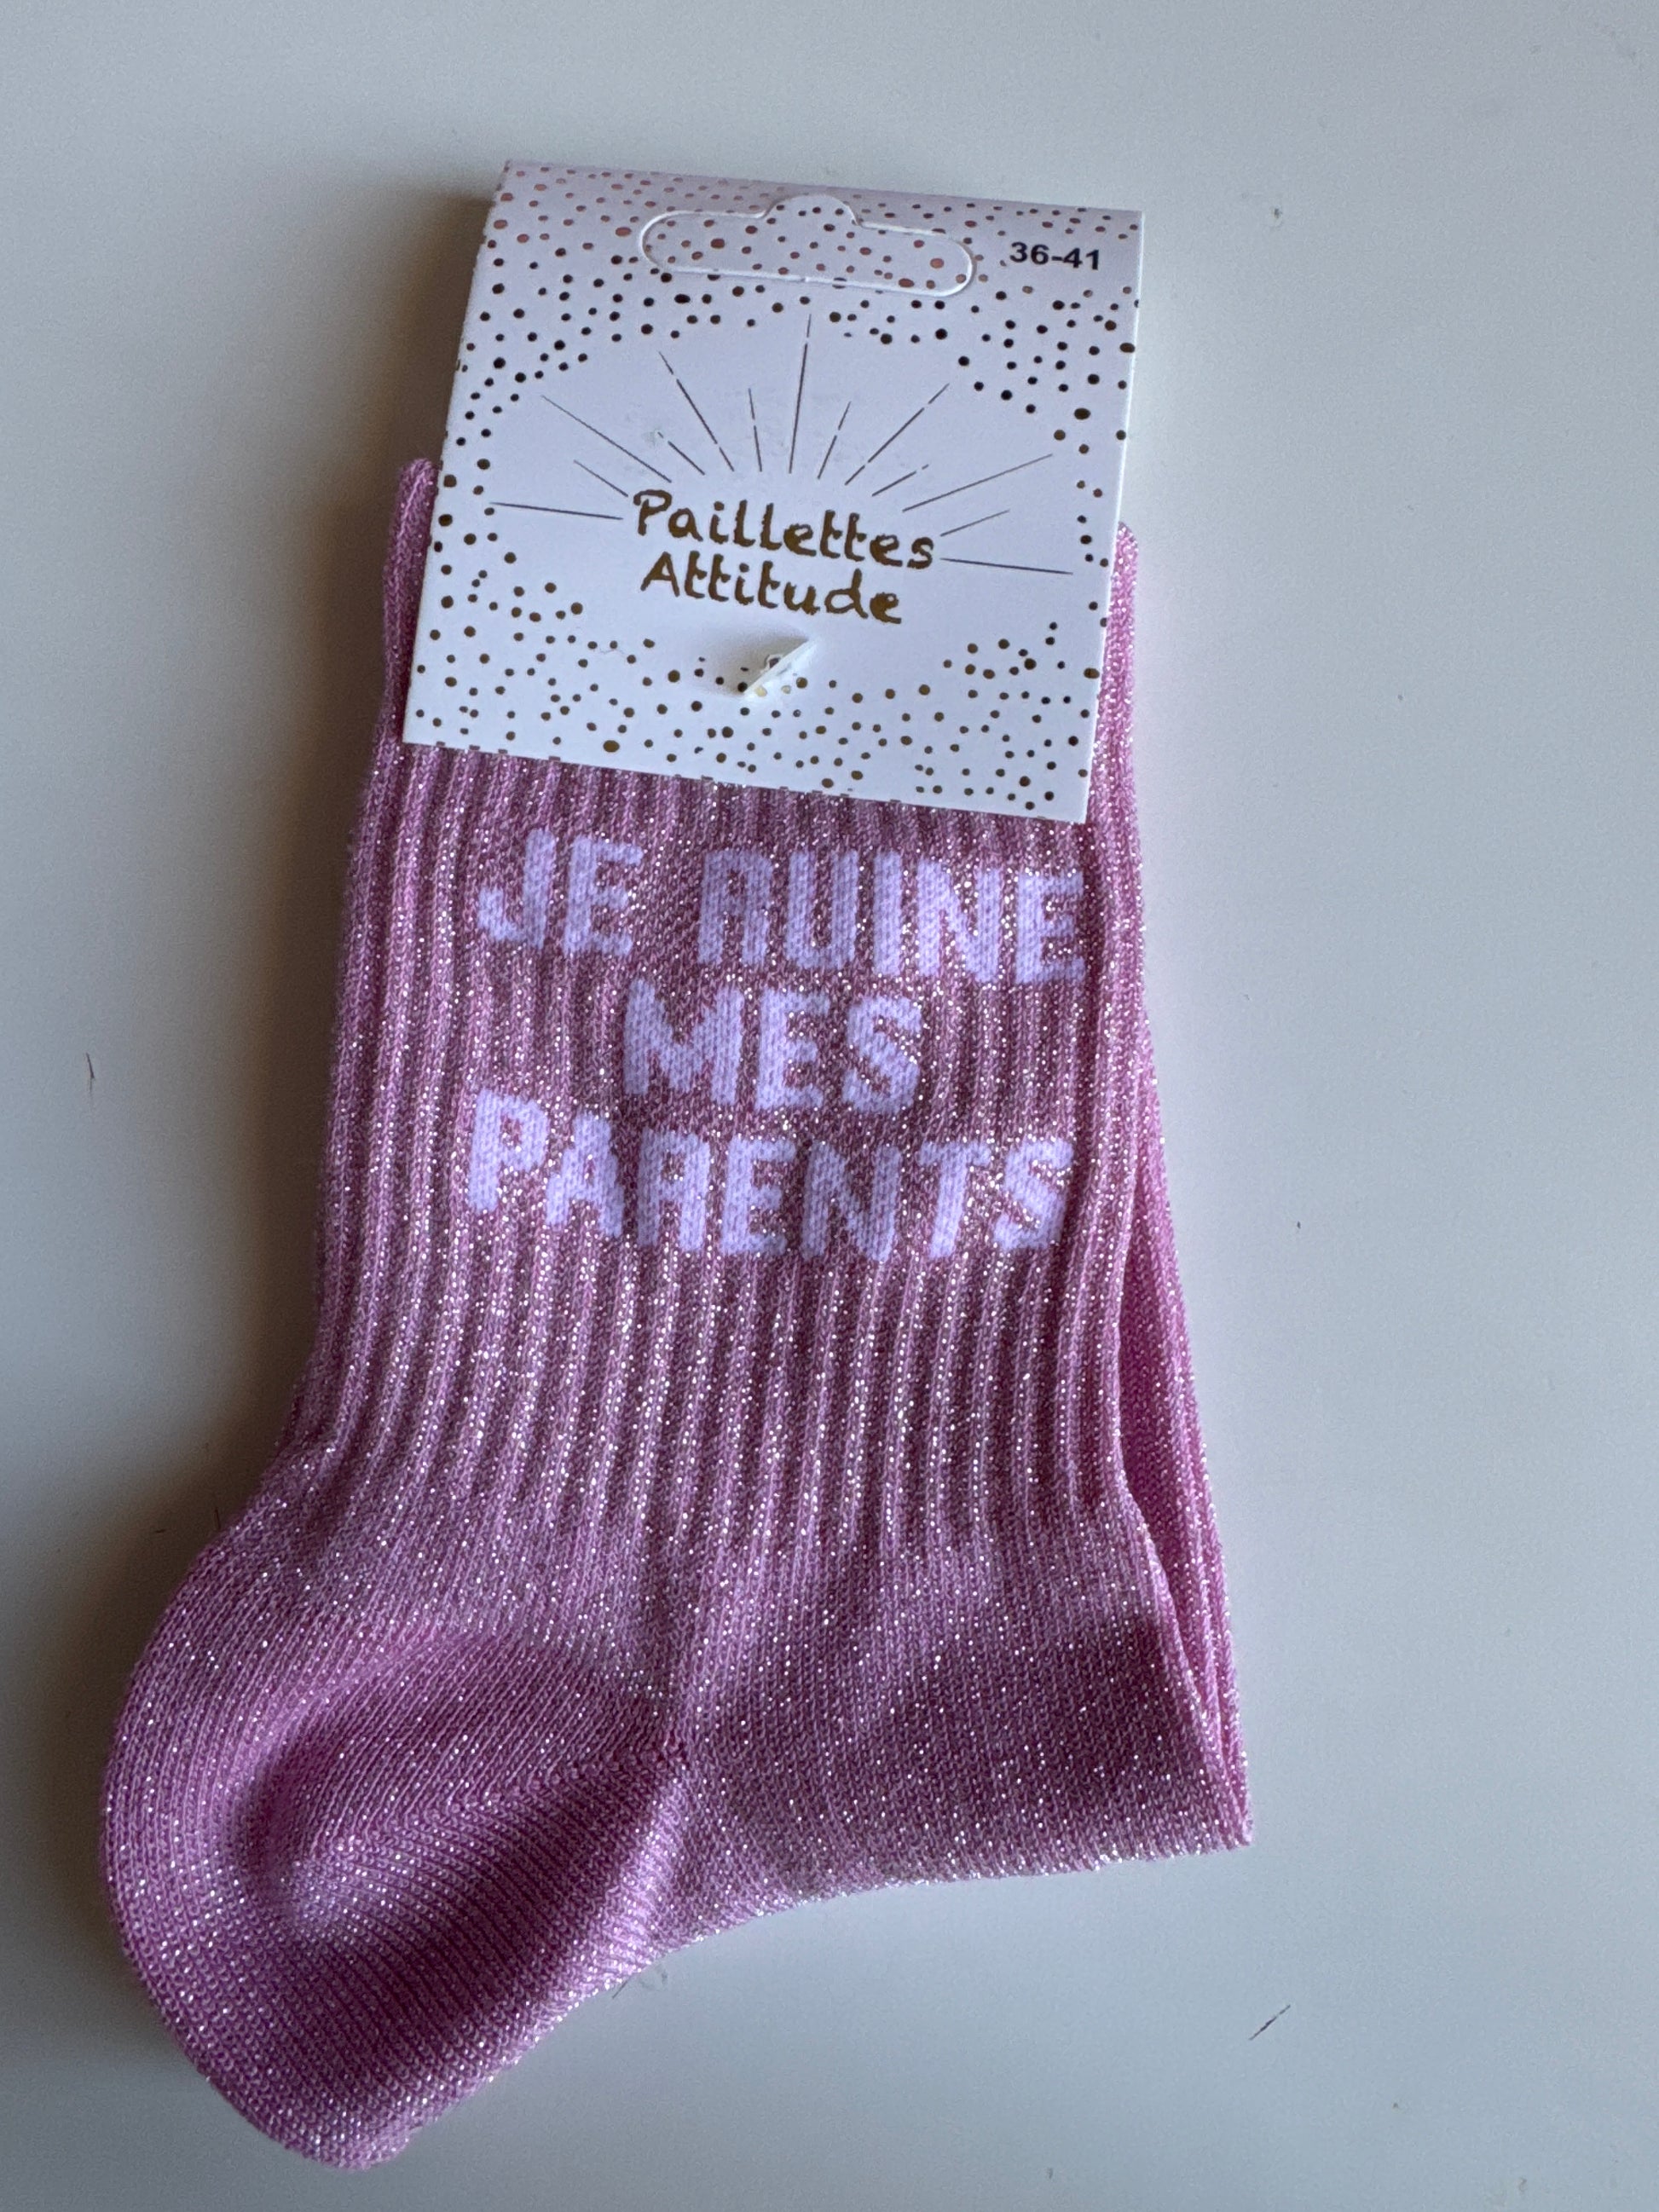 36-41
Paillettes
Attitude
JE RUINE
MES
PARENTS